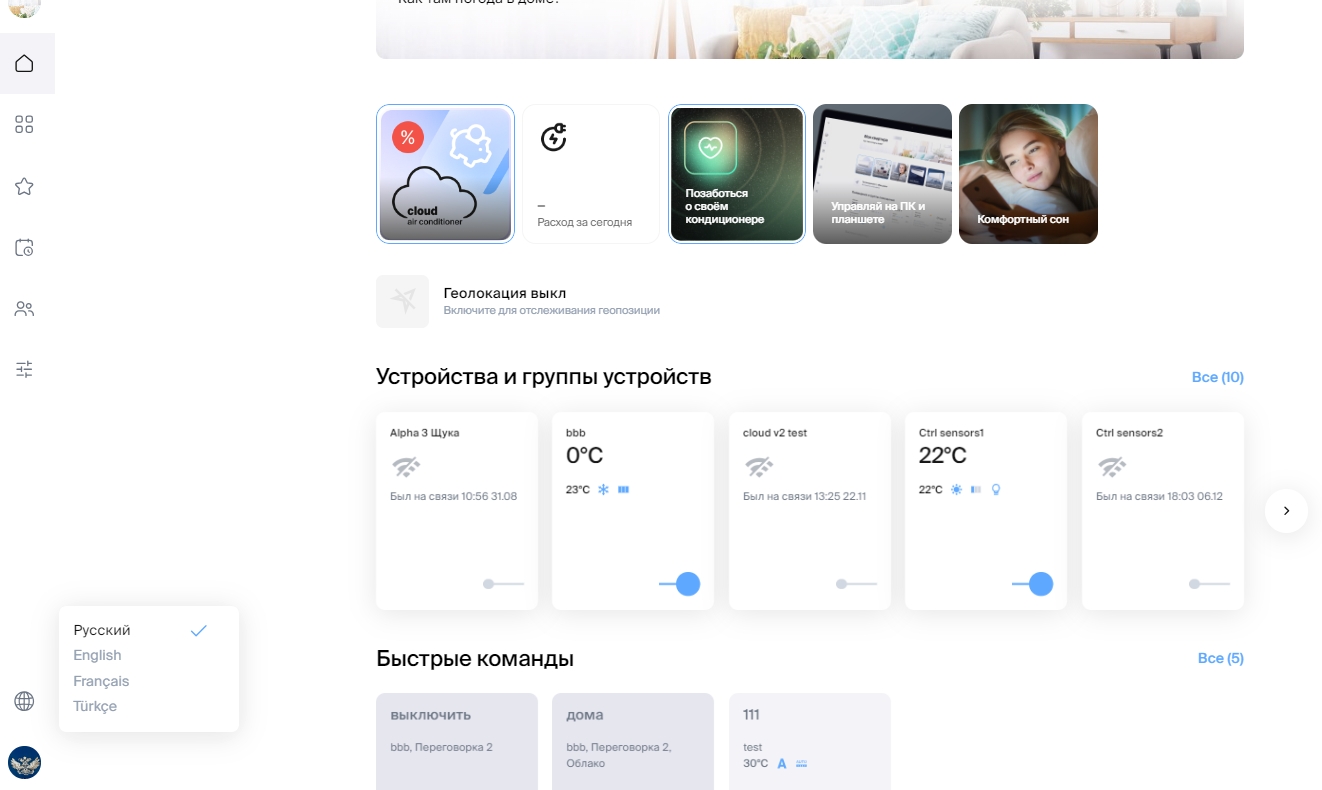 Как там погода в доме?
%
cloud
air conditioner
–
Расход за сегодня
Позаботься
о своём
кондиционере
Управляй на ПК и
планшете
Комфортный сон
Геолокация выкл
Включите для отслеживания геопозиции
Устройства и группы устройств
Все (10)
Alpha 3 Щука
Был на связи 10:56 31.08
bbb
0°C
23°C
cloud v2 test
Был на связи 13:25 22.11
Ctrl sensors1
22°C
22°C
Ctrl sensors2
Был на связи 18:03 06.12
Русский
English
Français
Türkçe
Быстрые команды
Все (5)
выключить
bbb, Переговорка 2
дома
bbb, Переговорка 2,
Облако
111
test
30°C A